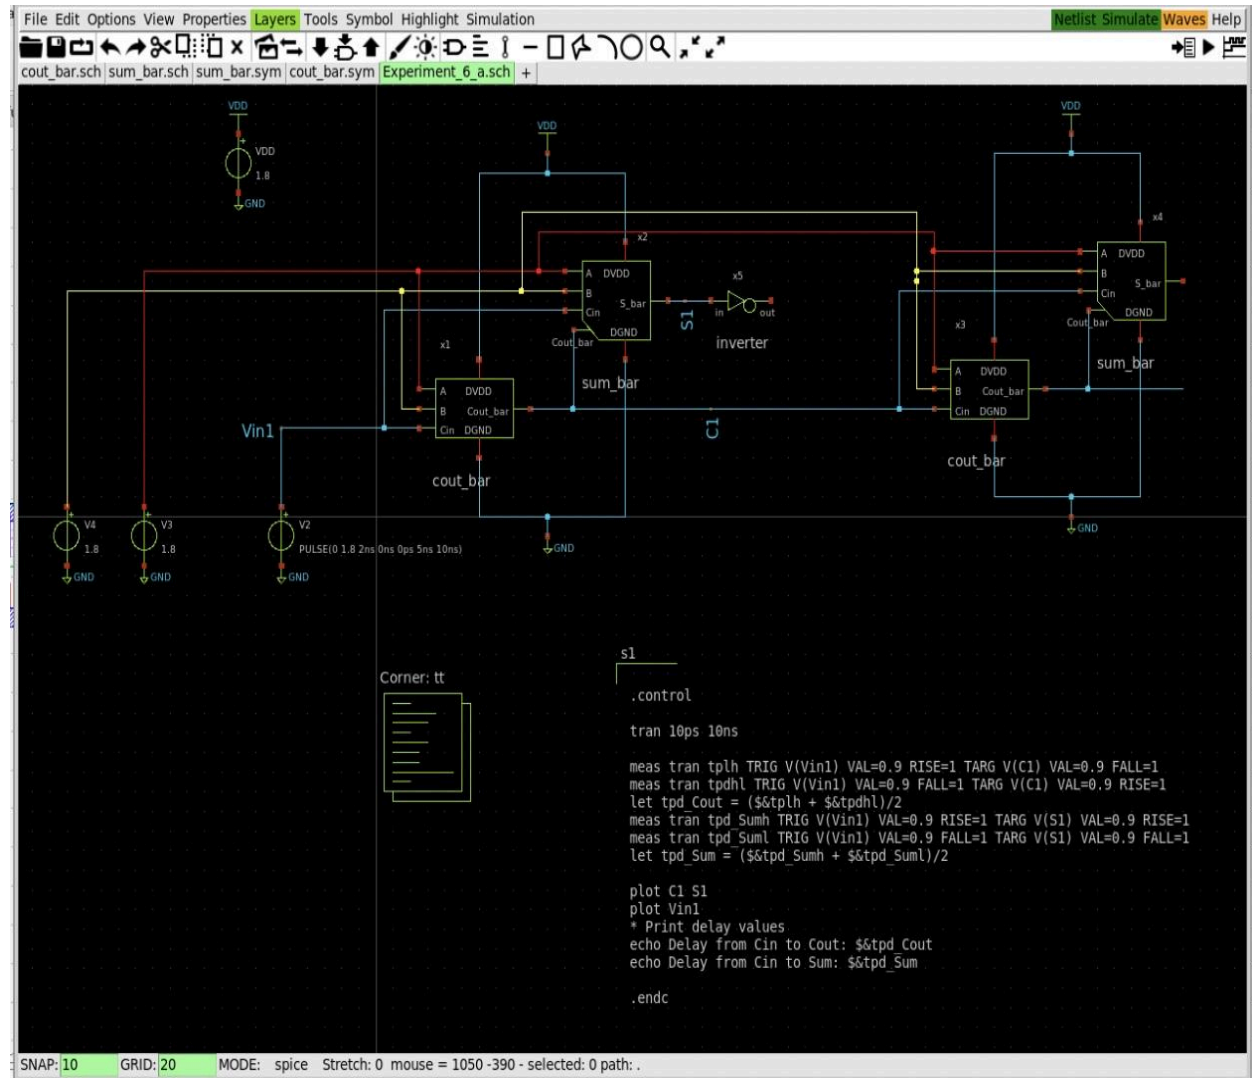 File Edit Options View Properties Layers Tools Symbol Highlight Simulation Netlist Simulate Waves Help
cout_bar.sch sum_bar.sch sum_bar.sym cout_bar.sym Experiment_6_a.sch +
VDD
VDD
1.8
GND
VDD
x2
A DVDD
B
S_bar
Cin
DGND
Cout_bar
sum_bar
S1
x5
in
out
inverter
x1
A DVDD
B Cout_bar
Cin DGND
cout_bar
GND
C1
VDD
x4
A DVDD
B
S_bar
Cin
DGND
Cout_bar
sum_bar
x3
A DVDD
B Cout_bar
Cin DGND
cout_bar
GND
Vin1
V4
1.8
GND
V3
1.8
GND
V2
PULSE(0 1.8 2ns 0ns 0ps 5ns 10ns)
GND
Corner: tt
s1
.control
tran 10ps 10ns
meas tran tplh TRIG V(Vin1) VAL=0.9 RISE=1 TARG V(C1) VAL=0.9 FALL=1
meas tran tpdhl TRIG V(Vin1) VAL=0.9 FALL=1 TARG V(C1) VAL=0.9 RISE=1
let tpd_Cout = ($&tplh + $&tpdhl)/2
meas tran tpd_Sumh TRIG V(Vin1) VAL=0.9 RISE=1 TARG V(S1) VAL=0.9 RISE=1
meas tran tpd_Suml TRIG V(Vin1) VAL=0.9 FALL=1 TARG V(S1) VAL=0.9 FALL=1
let tpd_Sum = ($&tpd_Sumh + $&tpd_Suml)/2
plot C1 S1
plot Vin1
* Print delay values
echo Delay from Cin to Cout: $&tpd_Cout
echo Delay from Cin to Sum: $&tpd_Sum
.endc
SNAP: 10 GRID: 20 MODE: spice Stretch: 0 mouse = 1050 -390 - selected: 0 path: .